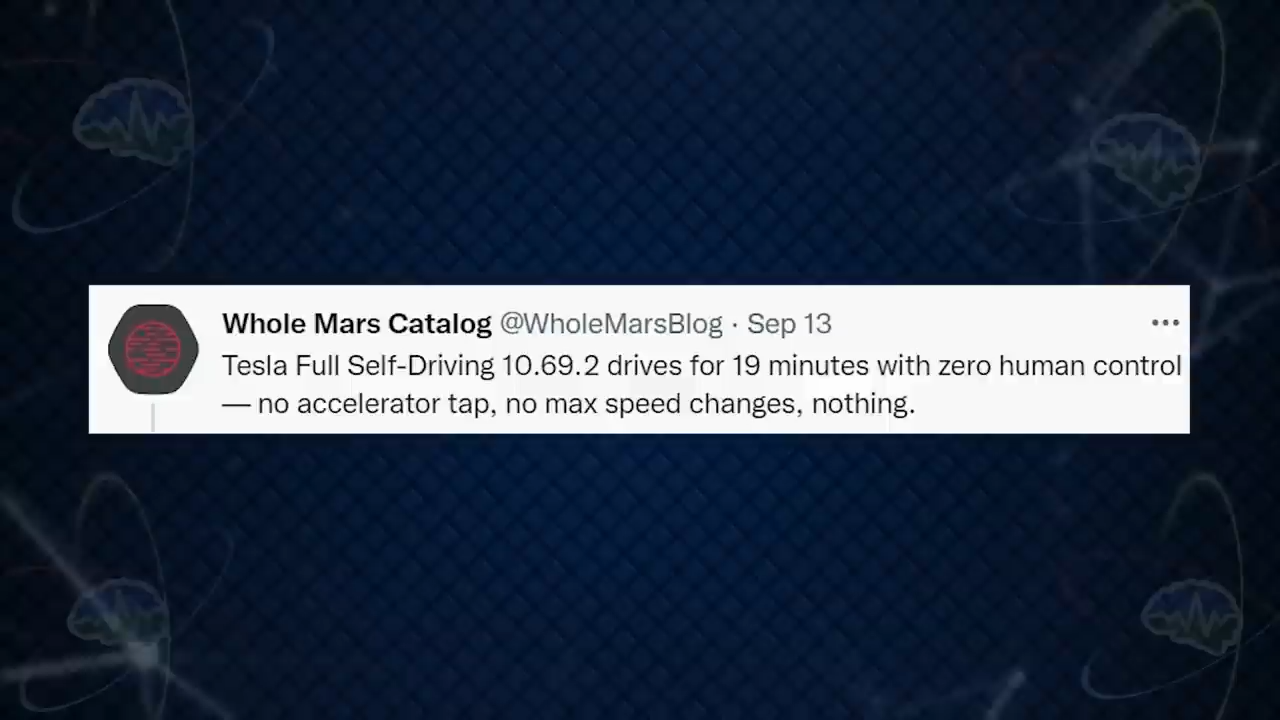 Whole Mars Catalog @WholeMarsBlog · Sep 13
Tesla Full Self-Driving 10.69.2 drives for 19 minutes with zero human control
— no accelerator tap, no max speed changes, nothing.